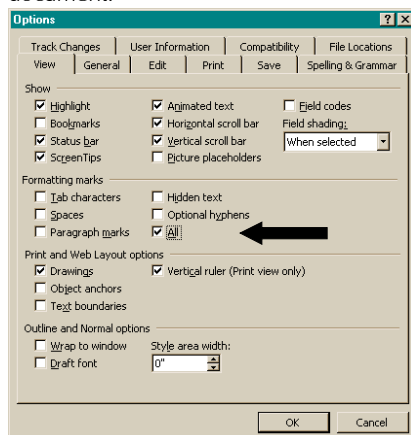 document.
Options
Track Changes User Information Compatibility File Locations
View General Edit Print Save Spelling & Grammar
Show
Highlight Animated text Field codes
Bookmarks Horizontal scroll bar Field shading:
Status bar Vertical scroll bar When selected
ScreenTips Picture placeholders
Formatting marks
Tab characters Hidden text
Spaces Optional hyphens
Paragraph marks All
Print and Web Layout options
Drawings Vertical ruler (Print view only)
Object anchors
Text boundaries
Outline and Normal options
Wrap to window Style area width:
Draft font 0"
OK Cancel